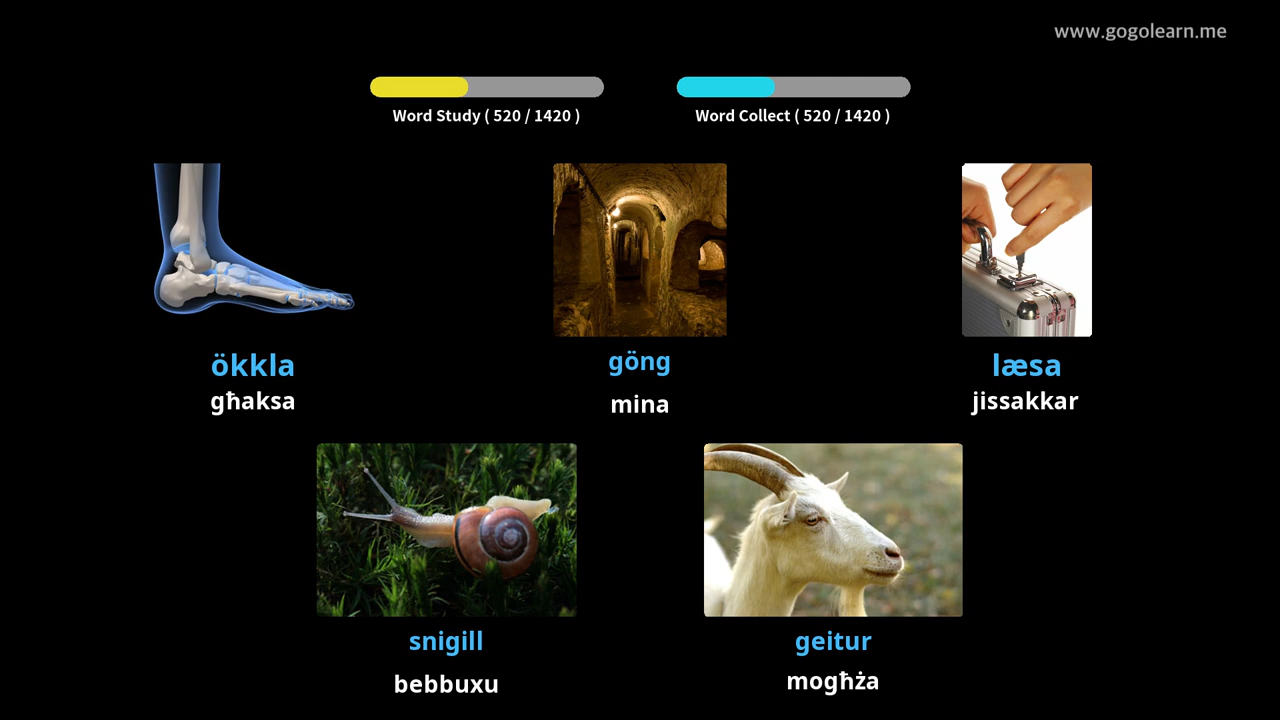 www.gogolearn.me
Word Study ( 520 / 1420 )
Word Collect ( 520 / 1420 )
ökkla
għaksa
göng
mina
læsa
jissakkar
snigill
bebbuxu
geitur
mogħża